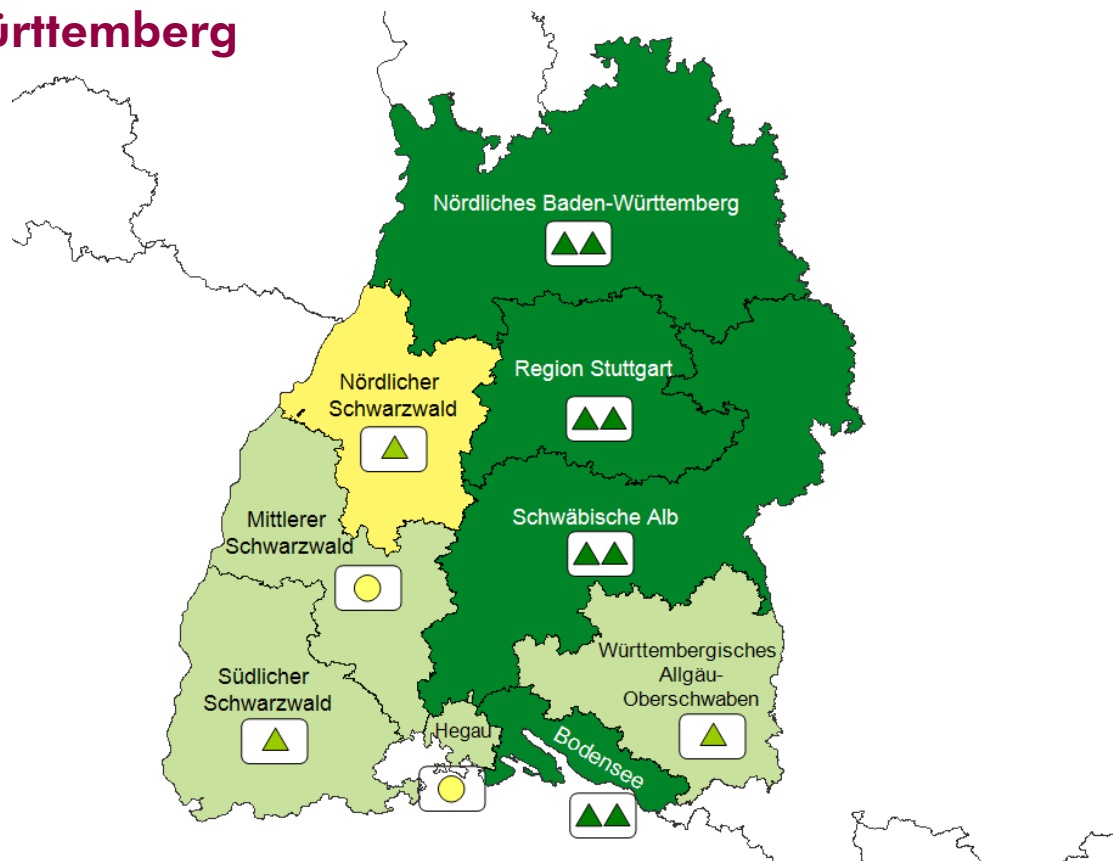 ürttemberg
Nördliches Baden-Württemberg
Region Stuttgart
Nördlicher
Schwarzwald
Schwäbische Alb
Mittlerer
Schwarzwald
Württembergisches
Allgäu-
Oberschwaben
Südlicher
Schwarzwald
Hegau
Bodensee